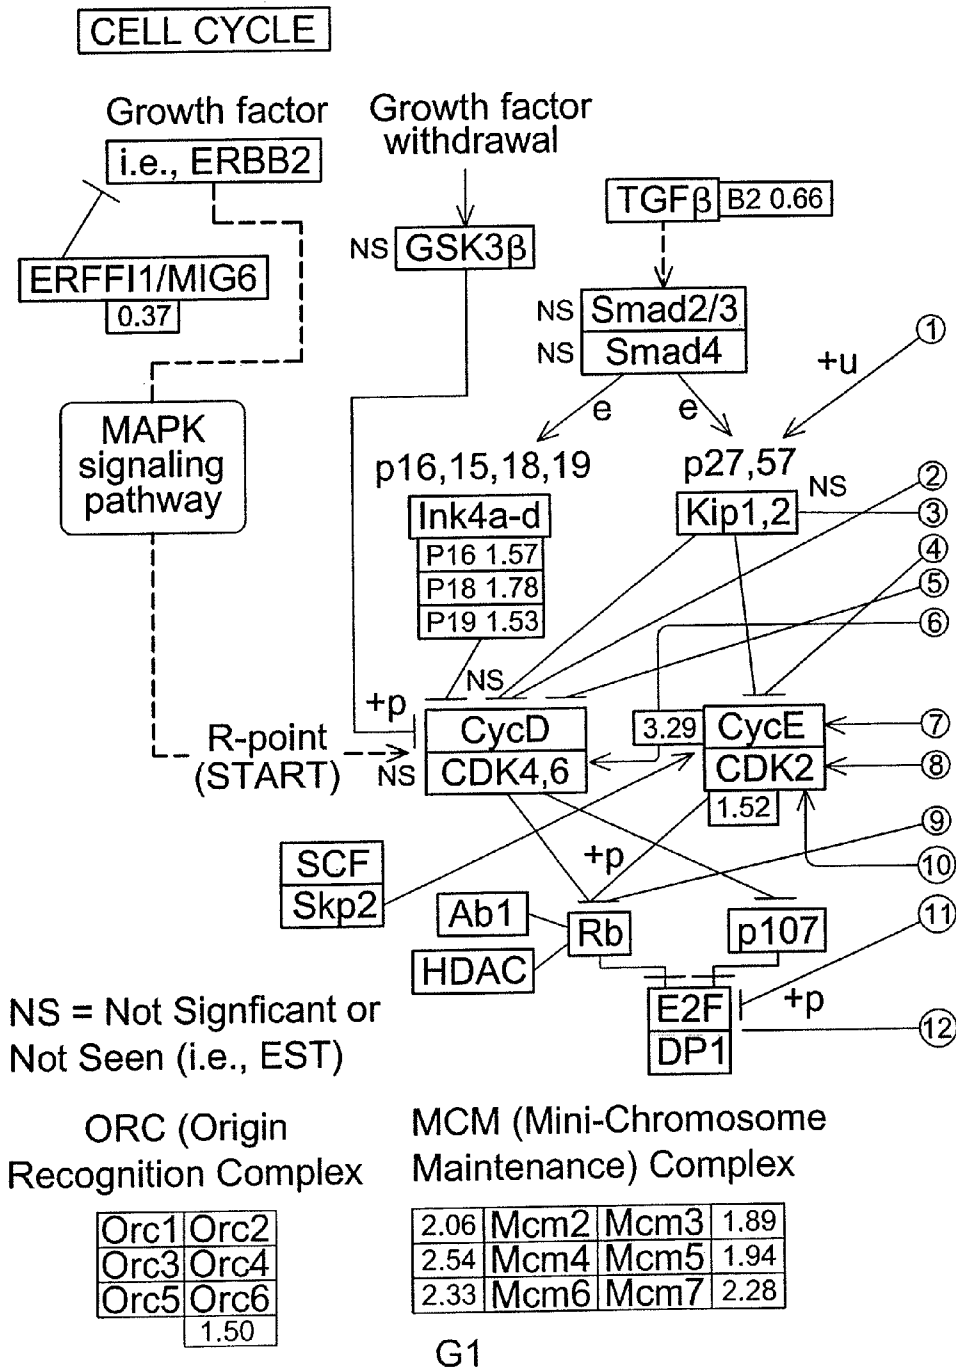 CELL CYCLE
Growth factor
i.e., ERBB2
Growth factor
withdrawal
TGFβ B2 0.66
NS GSK3β
ERFFI1/MIG6
0.37
NS Smad2/3
NS Smad4
1
+u
e e
MAPK
signaling
pathway
p16,15,18,19
p27,57
NS
2
Ink4a-d
Kip1,2
3
P16 1.57
4
P18 1.78
5
P19 1.53
6
NS
+p
R-point
(START)
NS
CycD
CDK4,6
3.29 CycE
7
CDK2
8
1.52
9
+p
10
SCF
Skp2
Ab1
Rb
p107
11
HDAC
E2F
+p
DP1
12
NS = Not Signficant or
Not Seen (i.e., EST)
ORC (Origin
Recognition Complex
Orc1 Orc2
Orc3 Orc4
Orc5 Orc6
1.50
MCM (Mini-Chromosome
Maintenance) Complex
2.06 Mcm2 Mcm3 1.89
2.54 Mcm4 Mcm5 1.94
2.33 Mcm6 Mcm7 2.28
G1